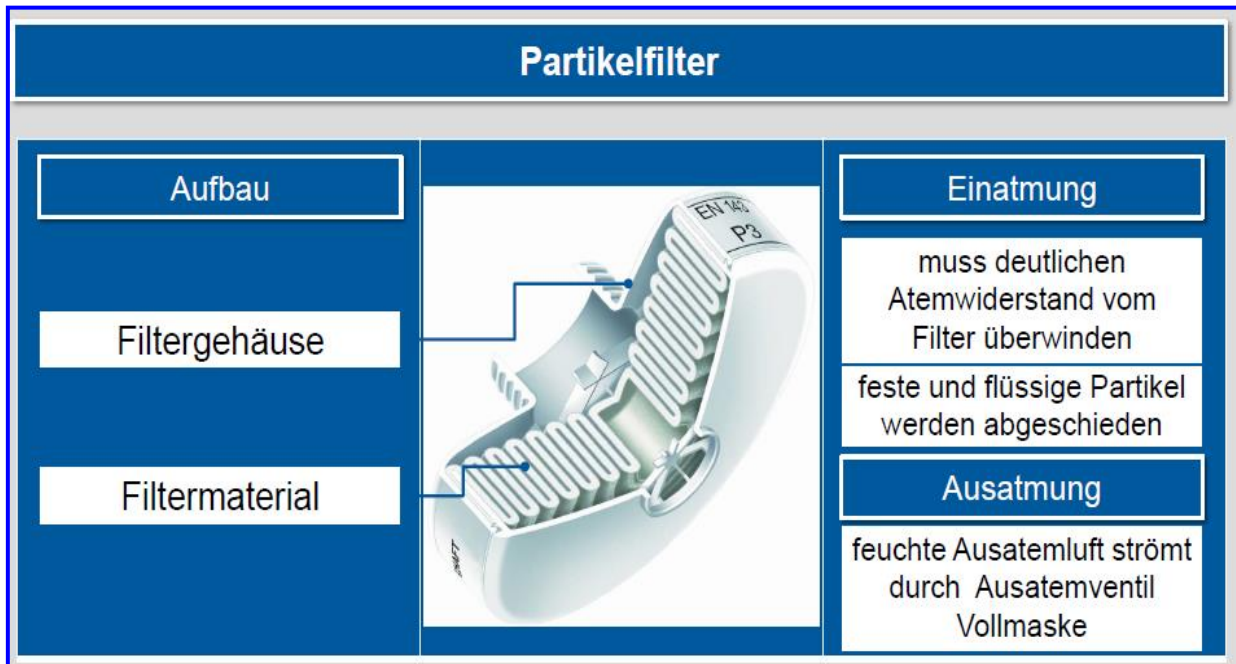 Partikelfilter
Aufbau
Filtergehäuse
Filtermaterial
EN 143
P3
Einatmung
muss deutlichen
Atemwiderstand vom
Filter überwinden
feste und flüssige Partikel
werden abgeschieden
Ausatmung
feuchte Ausatemluft strömt
durch Ausatemventil
Vollmaske